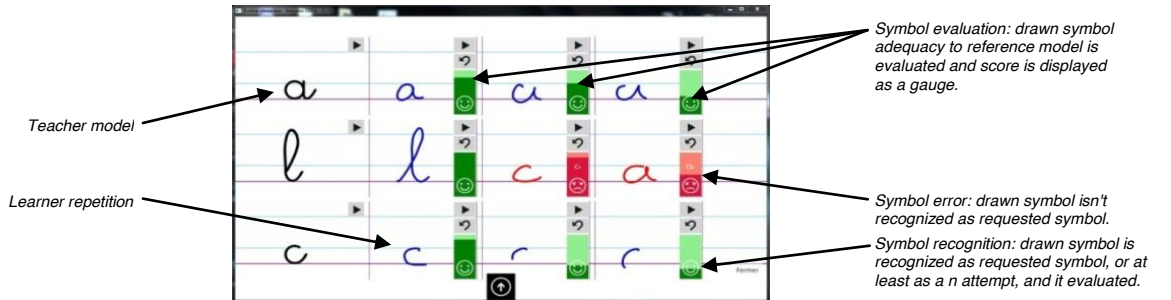 Symbol evaluation: drawn symbol
adequacy to reference model is
evaluated and score is displayed
as a gauge.
Teacher model
a a a a
l l c a
Learner repetition
Symbol error: drawn symbol isn't
recognized as requested symbol.
c c
Symbol recognition: drawn symbol is
recognized as requested symbol, or at
least as a n attempt, and it evaluated.
Fermer